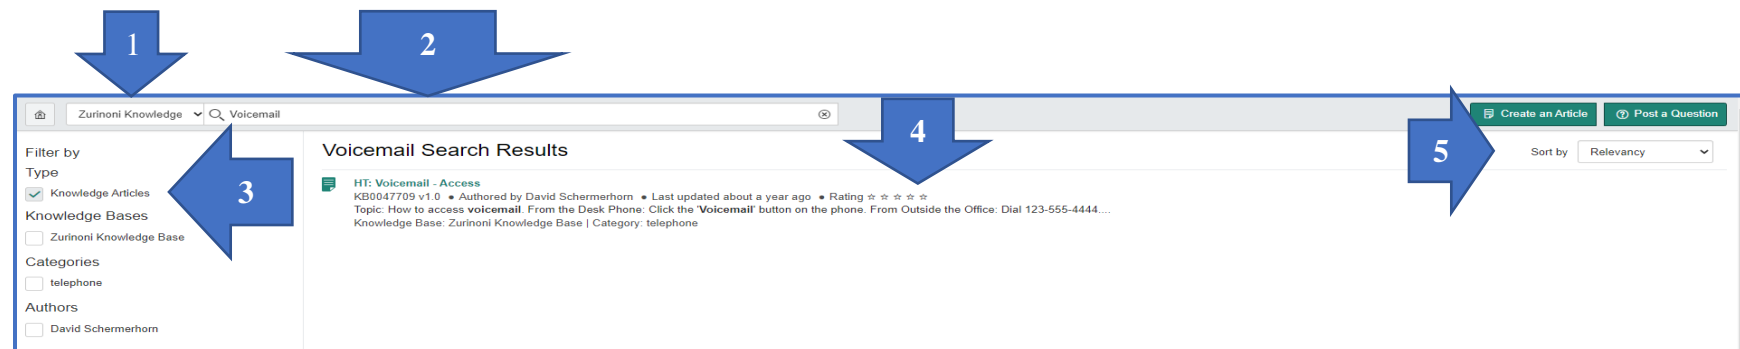 1
2
Zurinoni Knowledge
Voicemail
4
Create an Article
Post a Question
Filter by
Type
Knowledge Articles
3
Knowledge Bases
Zurinoni Knowledge Base
Categories
telephone
Authors
David Schermerhorn
Voicemail Search Results
5
Sort by Relevancy
HT: Voicemail - Access
KB0047709 v1.0 ● Authored by David Schermerhorn ● Last updated about a year ago ● Rating ☆ ☆ ☆ ☆ ☆
Topic: How to access voicemail. From the Desk Phone: Click the 'Voicemail' button on the phone. From Outside the Office: Dial 123-555-4444....
Knowledge Base: Zurinoni Knowledge Base | Category: telephone